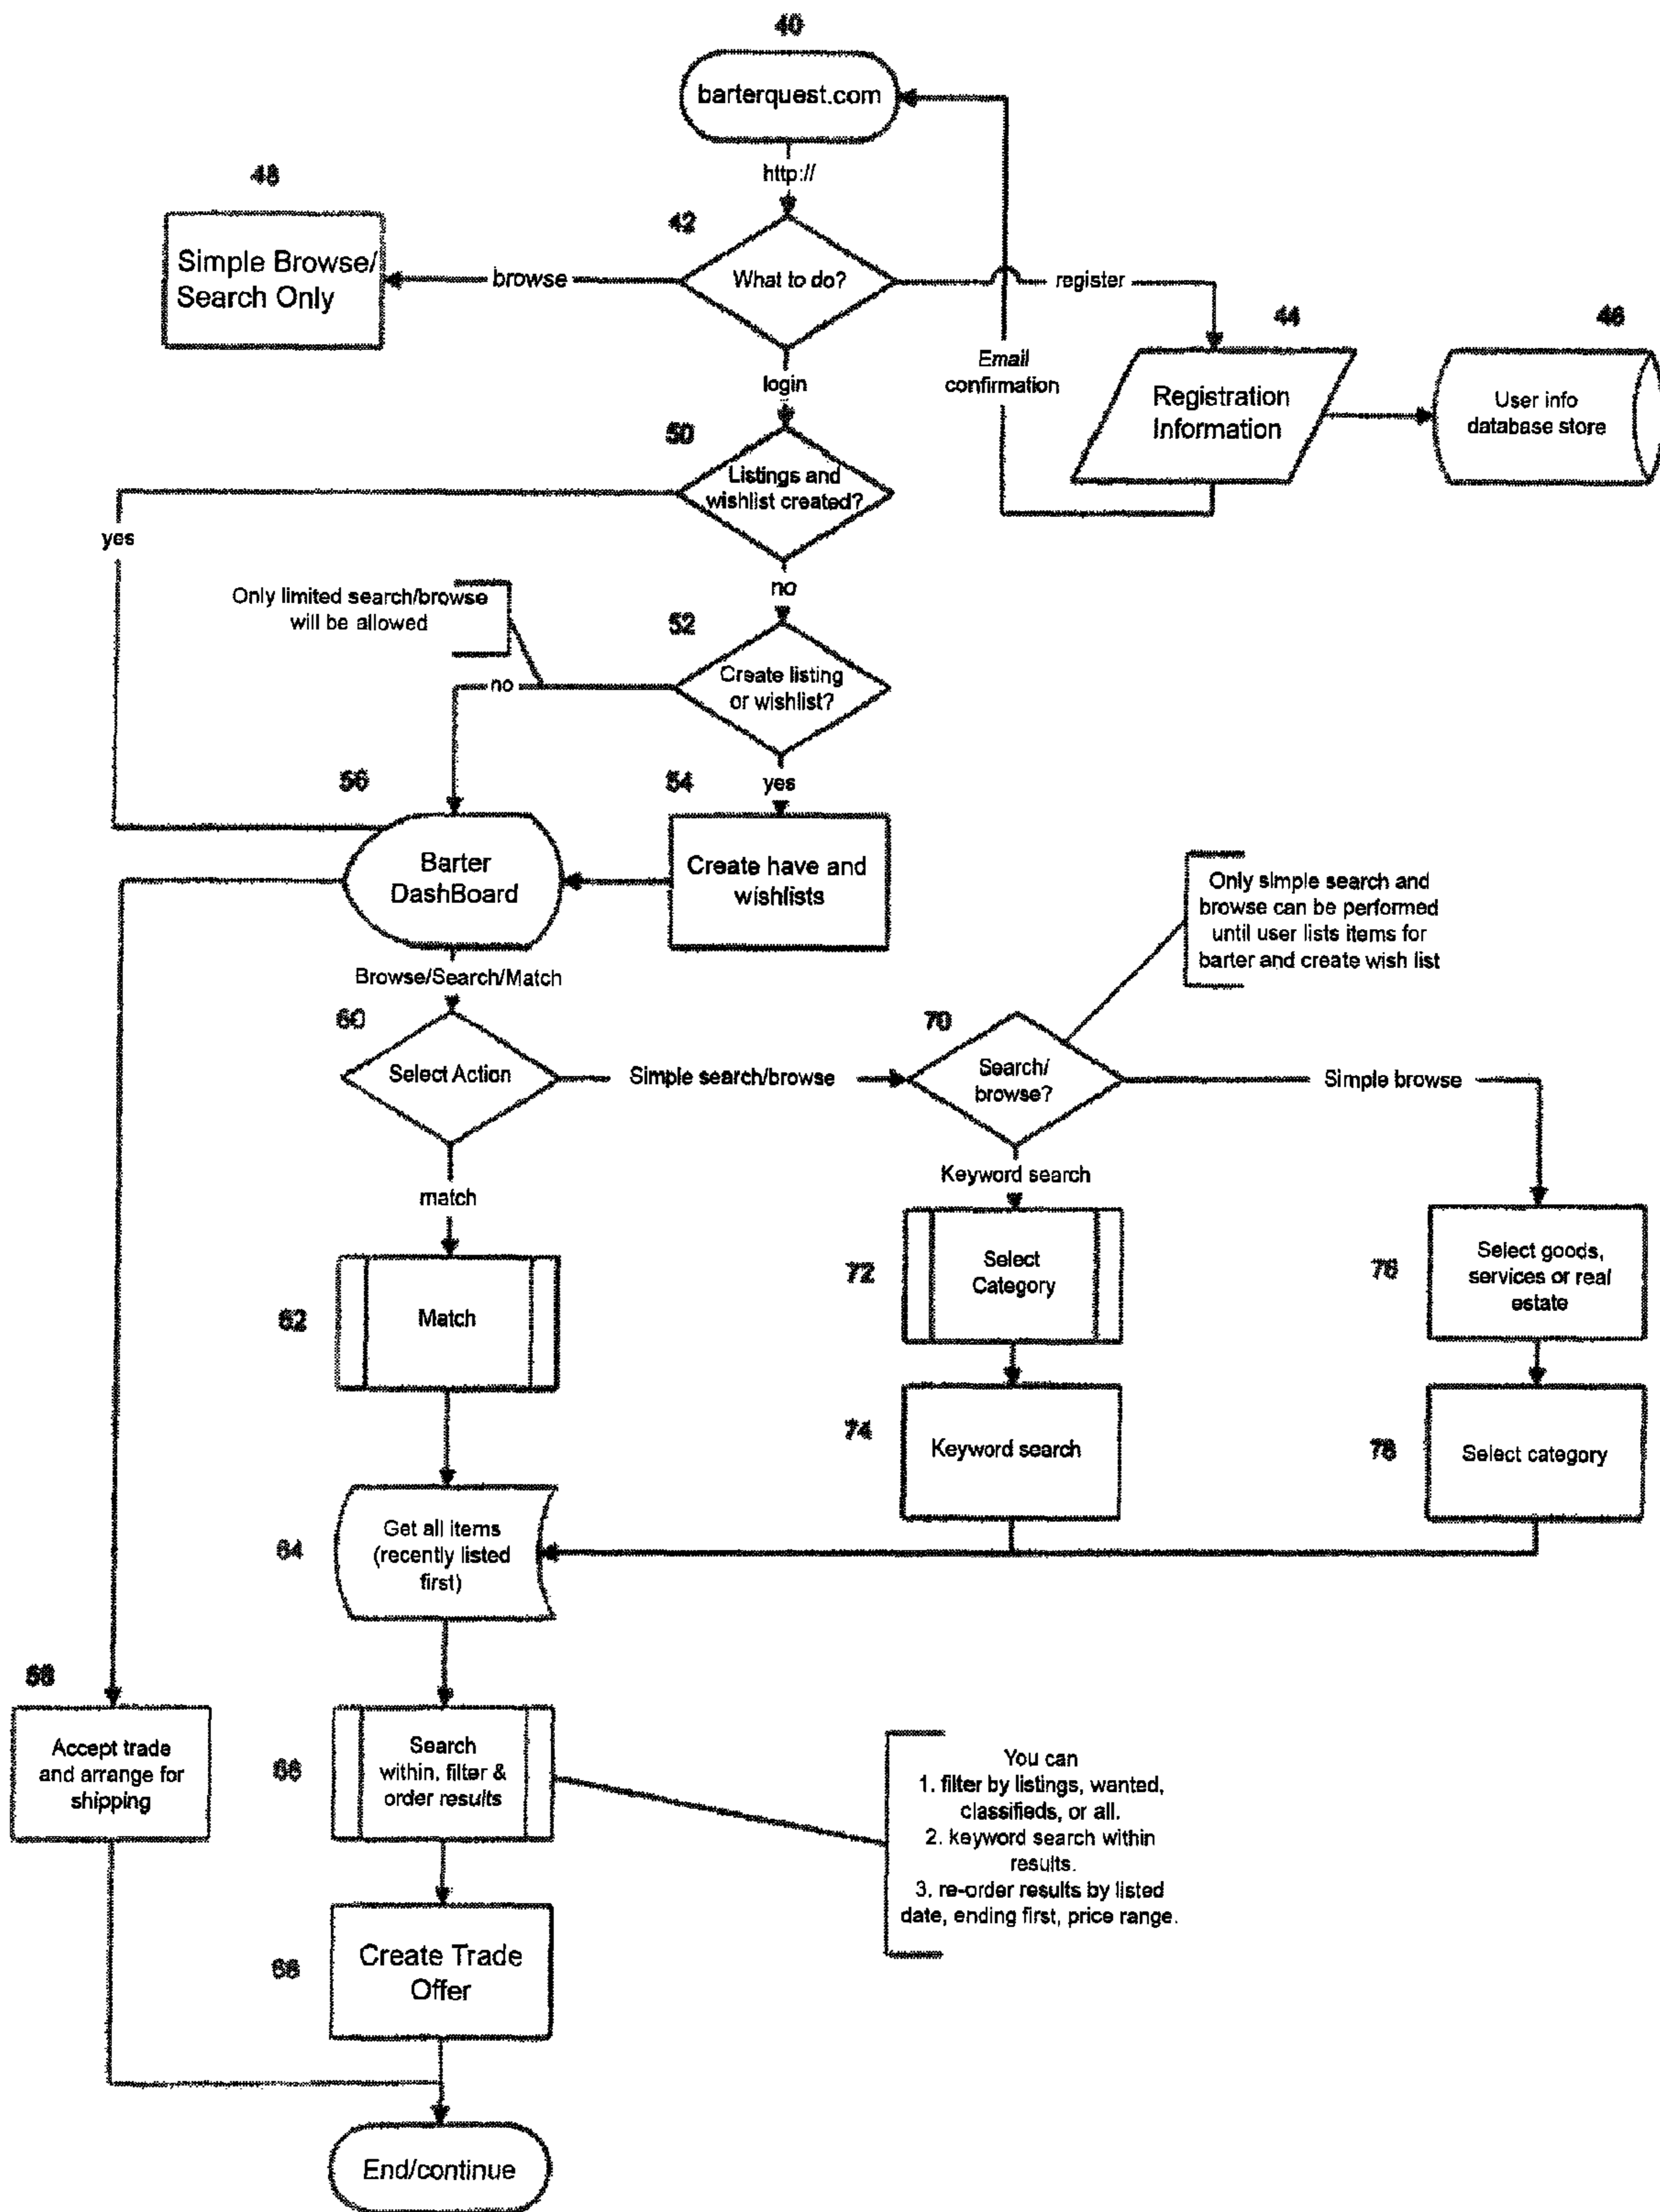 40
barterquest.com
http://
48
42
Simple Browse/
Search Only
browse
What to do?
register
44
46
Email
confirmation
login
Registration
Information
User info
database store
50
Listings and
wishlist created?
yes
no
Only limited search/browse
will be allowed
52
Create listing
or wishlist?
no
56
54
yes
Barter
DashBoard
Create have and
wishlists
Only simple search and
browse can be performed
until user lists items for
barter and create wish list
Browse/Search/Match
60
70
Select Action
Simple search/browse
Search/
browse?
Simple browse
match
Keyword search
62
Match
72
Select
Category
76
Select goods,
services or real
estate
74
Keyword search
78
Select category
64
Get all items
(recently listed
first)
58
Accept trade
and arrange for
shipping
66
Search
within, filter &
order results
You can
1. filter by listings, wanted,
classifieds, or all.
2. keyword search within
results.
3. re-order results by listed
date, ending first, price range.
68
Create Trade
Offer
End/continue